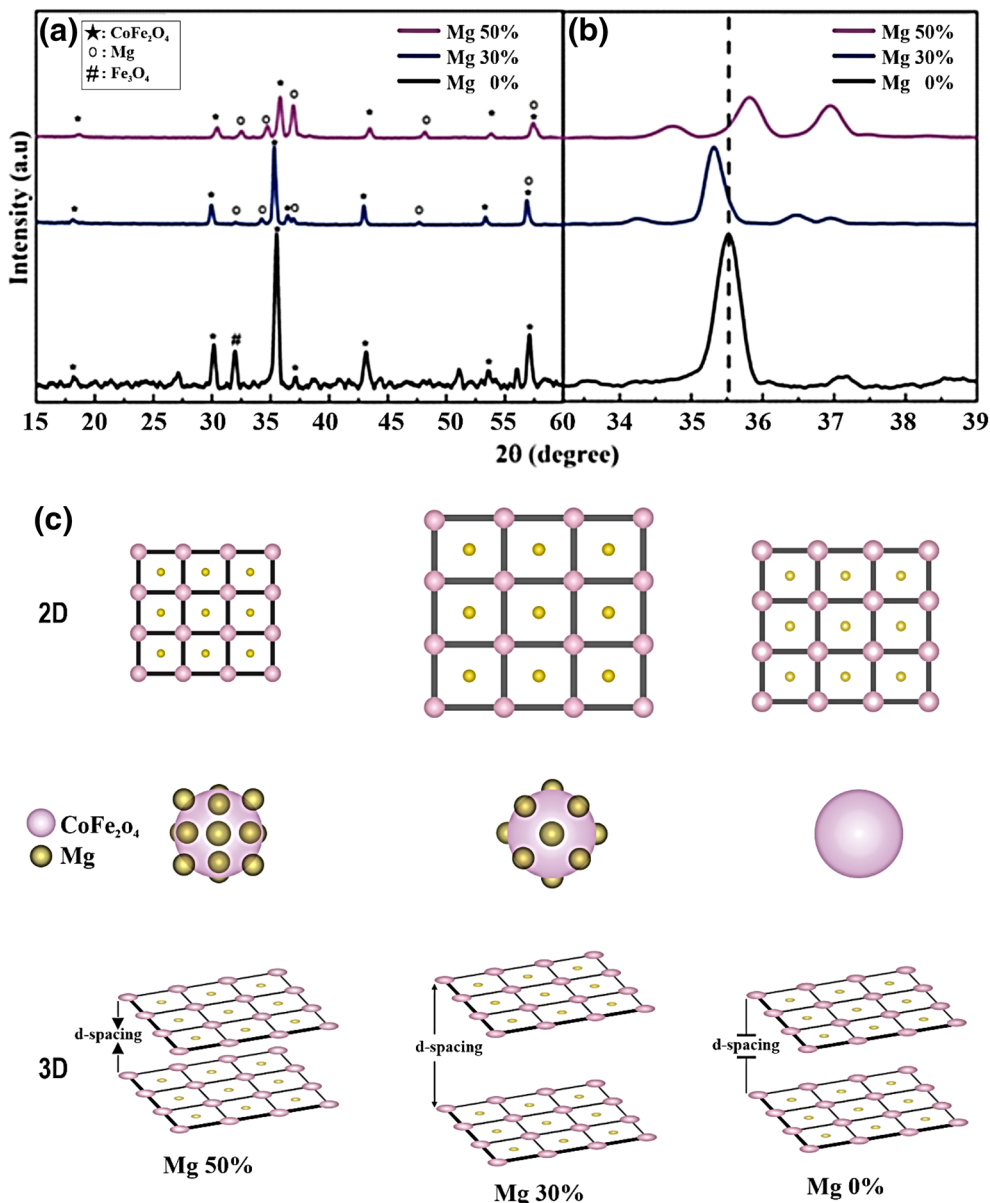 (a)
★: CoFe₂O₄
o : Mg
#: Fe₃O₄
Mg 50%
Mg 30%
Mg 0%
(b)
Mg 50%
Mg 30%
Mg 0%
#
Intensity (a.u)
15 20 25 30 35 40 45 50 55 60 34 35 36 37 38 39
2θ (degree)
(c)
2D
CoFe₂o₄
Mg
3D
d-spacing
d-spacing
d-spacing
Mg 50%
Mg 30%
Mg 0%